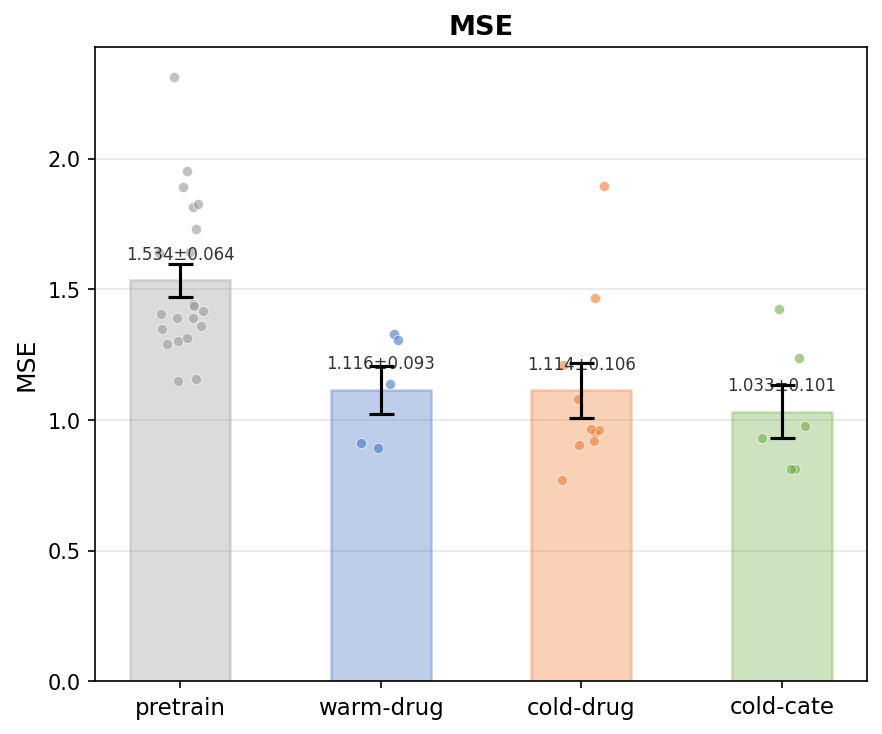 MSE
MSE
2.0
1.5
1.0
0.5
0.0
1.534±0.064
1.116±0.093
1.114±0.106
1.033±0.101
pretrain
warm-drug
cold-drug
cold-cate